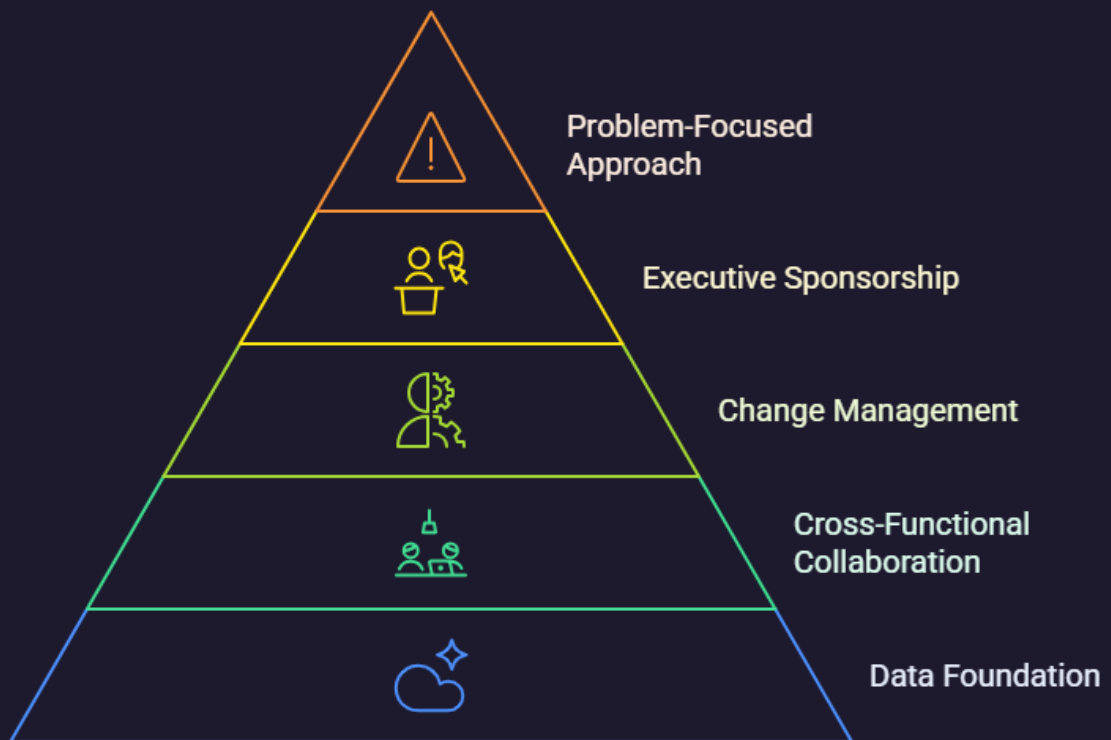 Problem-Focused
Approach
Executive Sponsorship
Change Management
Cross-Functional
Collaboration
Data Foundation